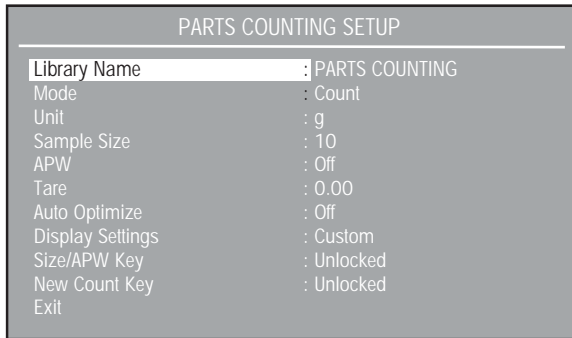 PARTS COUNTING SETUP
Library Name : PARTS COUNTING
Mode : Count
Unit : g
Sample Size : 10
APW : Off
Tare : 0.00
Auto Optimize : Off
Display Settings : Custom
Size/APW Key : Unlocked
New Count Key : Unlocked
Exit